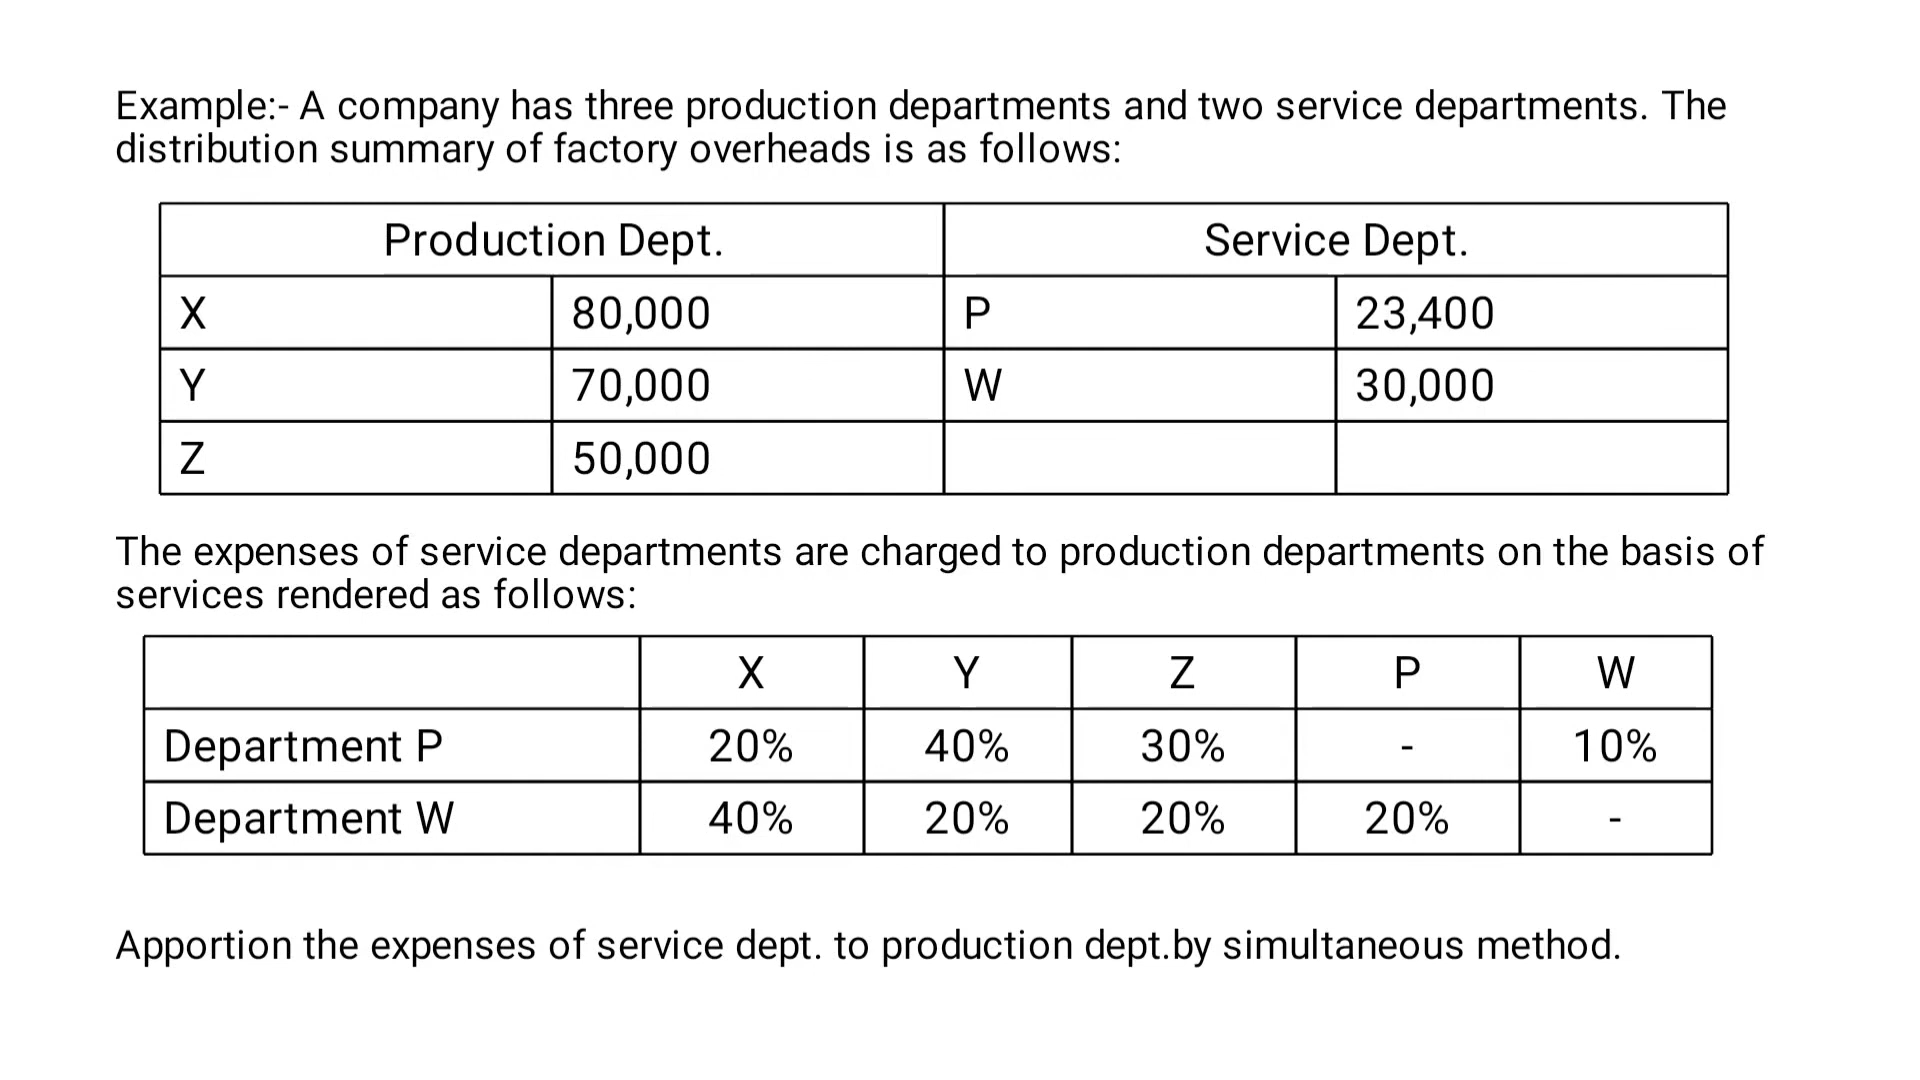 Example:- A company has three production departments and two service departments. The
distribution summary of factory overheads is as follows:
Production Dept. Service Dept.
X 80,000 P 23,400
Y 70,000 W 30,000
Z 50,000
The expenses of service departments are charged to production departments on the basis of
services rendered as follows:
X Y Z P W
Department P 20% 40% 30% - 10%
Department W 40% 20% 20% 20% -
Apportion the expenses of service dept. to production dept.by simultaneous method.